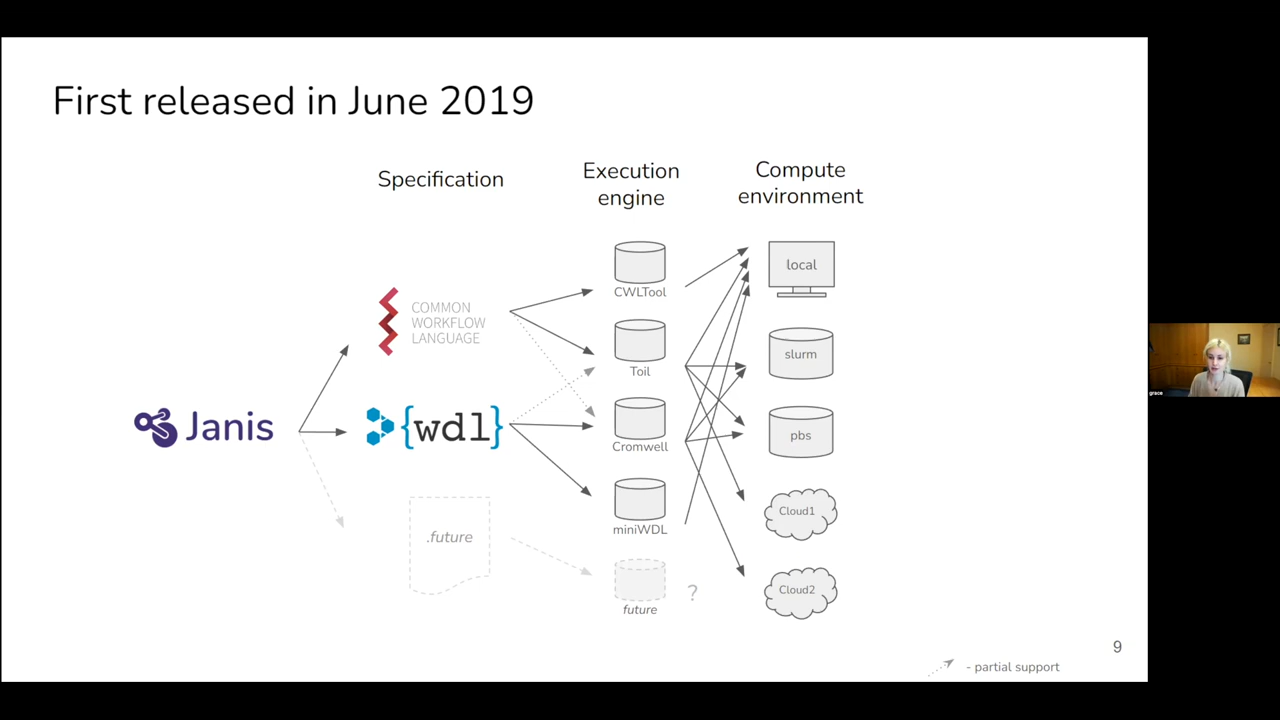 First released in June 2019
Specification
Execution
engine
Compute
environment
CWLTool
local
COMMON
WORKFLOW
LANGUAGE
Toil
slurm
Janis
{wdl}
Cromwell
pbs
miniWDL
Cloud1
.future
future
?
Cloud2
9
- partial support
grace